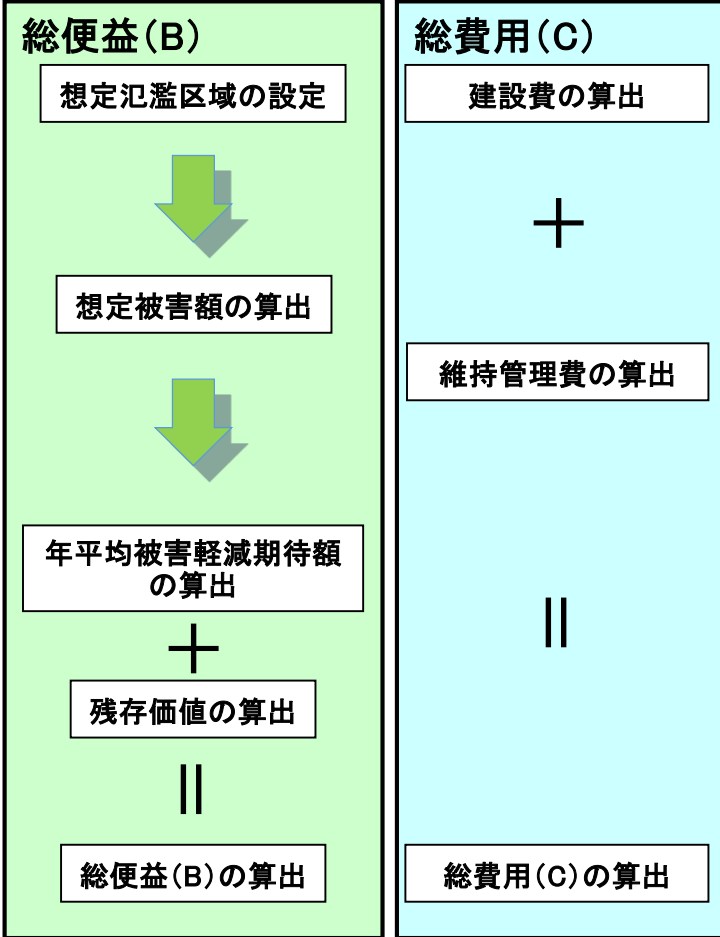 総便益(B)
想定氾濫区域の設定
想定被害額の算出
年平均被害軽減期待額
の算出
＋
残存価値の算出
||
総便益(B)の算出
総費用(C)
建設費の算出
＋
維持管理費の算出
||
総費用(C)の算出